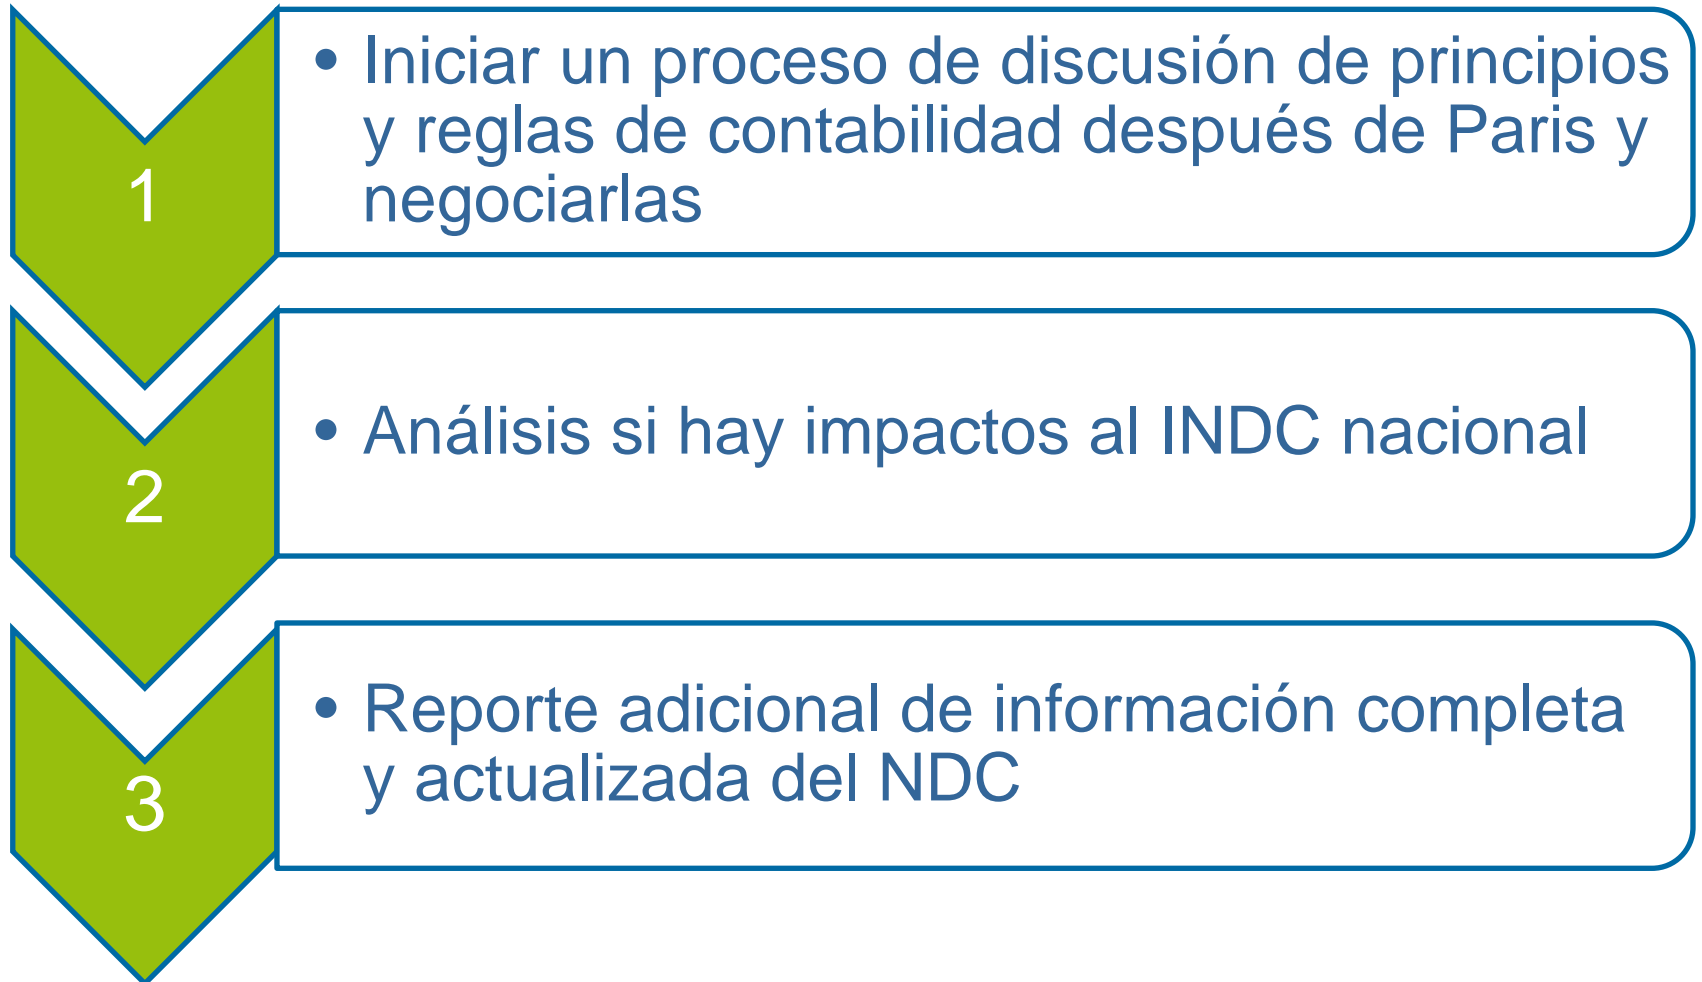 1
• Iniciar un proceso de discusión de principios
y reglas de contabilidad después de Paris y
negociarlas
2
• Análisis si hay impactos al INDC nacional
3
• Reporte adicional de información completa
y actualizada del NDC